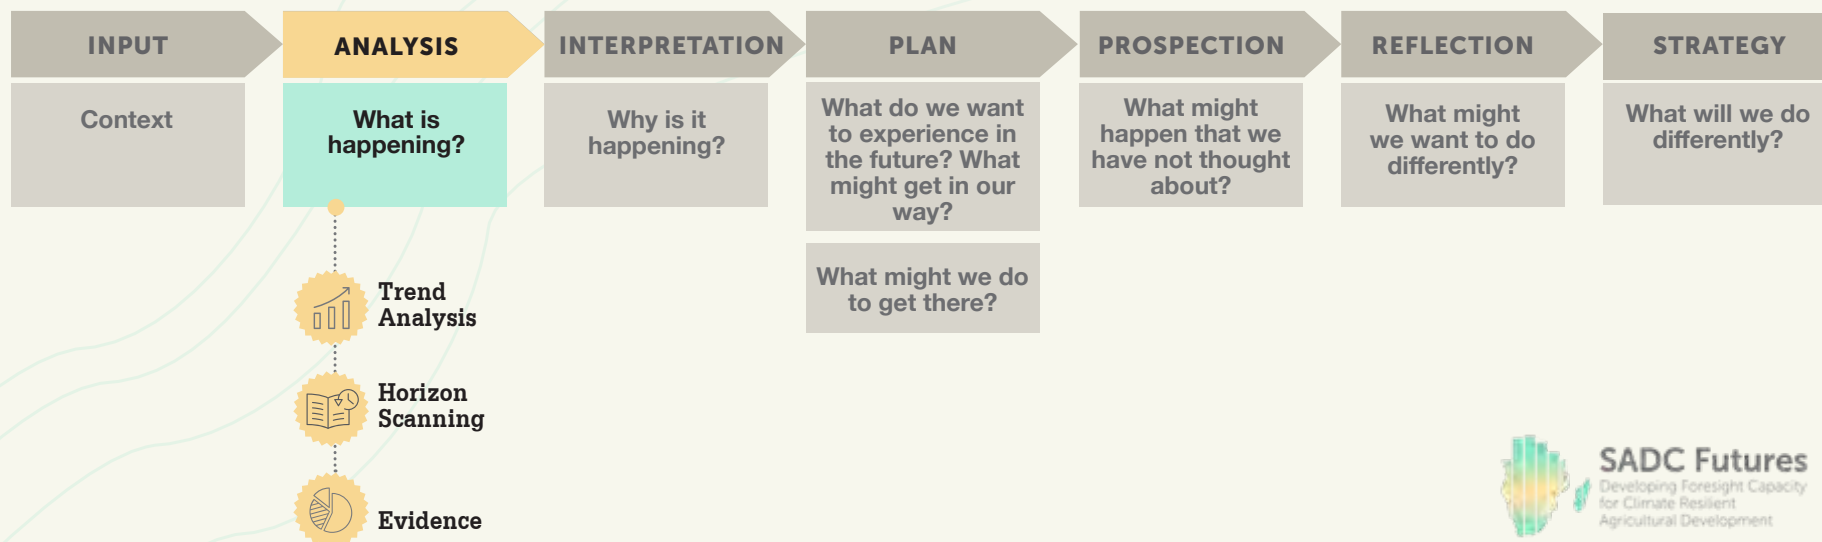 INPUT
ANALYSIS
INTERPRETATION
PLAN
PROSPECTION
REFLECTION
STRATEGY
Context
What is
happening?
Why is it
happening?
What do we want
to experience in
the future? What
might get in our
way?
What might we do
to get there?
What might
happen that we
have not thought
about?
What might
we want to do
differently?
What will we do
differently?
Trend
Analysis
Horizon
Scanning
Evidence
SADC Futures
Developing Foresight Capacity
for Climate Resilient
Agricultural Development